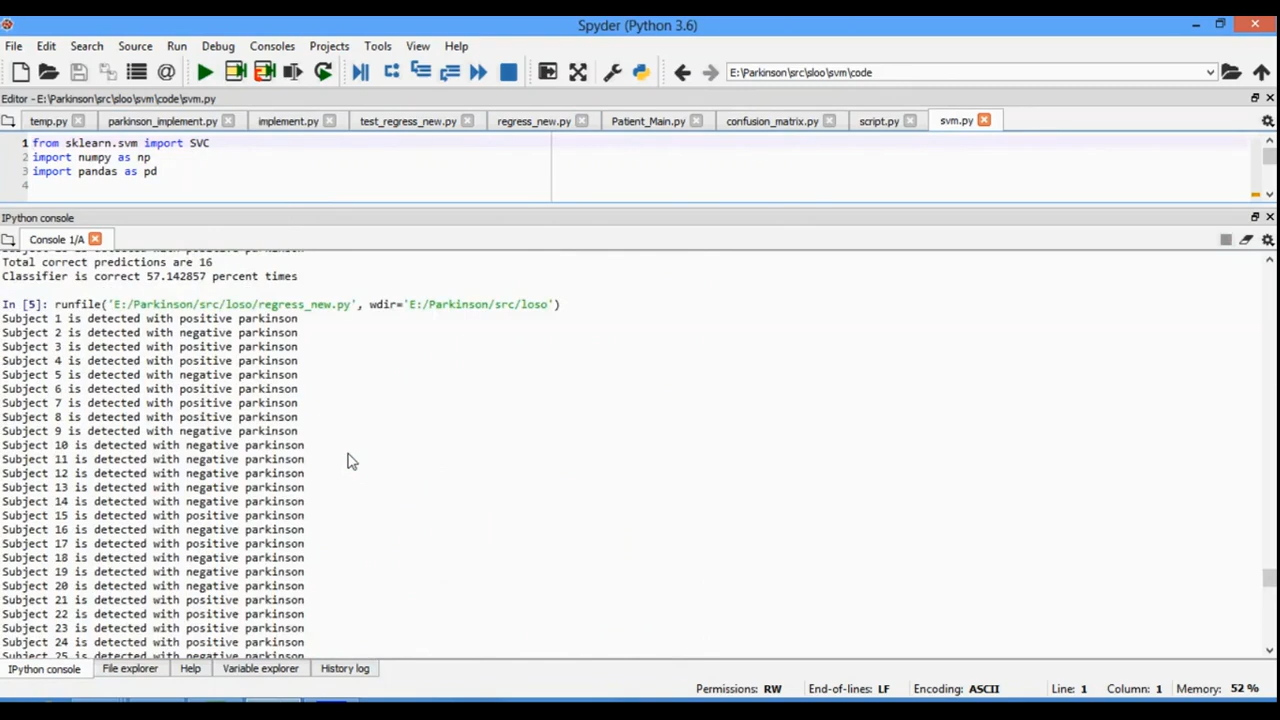 Spyder (Python 3.6)
File Edit Search Source Run Debug Consoles Projects Tools View Help
E:\Parkinson\src\sloo\svm\code
Editor - E:\Parkinson\src\sloo\svm\code\svm.py
temp.py parkinson_implement.py implement.py test_regress_new.py regress_new.py Patient_Main.py confusion_matrix.py script.py svm.py
1 from sklearn.svm import SVC
2 import numpy as np
3 import pandas as pd
4
IPython console
Console 1/A
Total correct predictions are 16
Classifier is correct 57.142857 percent times
In [5]: runfile('E:/Parkinson/src/loso/regress_new.py', wdir='E:/Parkinson/src/loso')
Subject 1 is detected with positive parkinson
Subject 2 is detected with negative parkinson
Subject 3 is detected with positive parkinson
Subject 4 is detected with positive parkinson
Subject 5 is detected with negative parkinson
Subject 6 is detected with positive parkinson
Subject 7 is detected with positive parkinson
Subject 8 is detected with positive parkinson
Subject 9 is detected with negative parkinson
Subject 10 is detected with negative parkinson
Subject 11 is detected with negative parkinson
Subject 12 is detected with negative parkinson
Subject 13 is detected with negative parkinson
Subject 14 is detected with negative parkinson
Subject 15 is detected with positive parkinson
Subject 16 is detected with negative parkinson
Subject 17 is detected with positive parkinson
Subject 18 is detected with negative parkinson
Subject 19 is detected with negative parkinson
Subject 20 is detected with negative parkinson
Subject 21 is detected with positive parkinson
Subject 22 is detected with positive parkinson
Subject 23 is detected with positive parkinson
Subject 24 is detected with positive parkinson
Subject 25 is detected with negative parkinson
IPython console File explorer Help Variable explorer History log
Permissions: RW End-of-lines: LF Encoding: ASCII Line: 1 Column: 1 Memory: 52 %